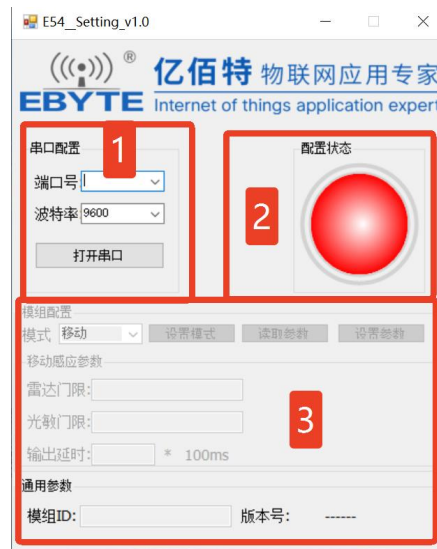 E54__Setting_v1.0
((())) ®
EBYTE
亿佰特 物联网应用专家
Internet of things application expert
串口配置
1
端口号:
波特率: 9600
打开串口
配置状态
2
模组配置
模式 移动 设置模式 读取参数 设置参数
移动感应参数
雷达门限:
光敏门限:
3
输出延时: * 100ms
通用参数
模组ID: 版本号: ------